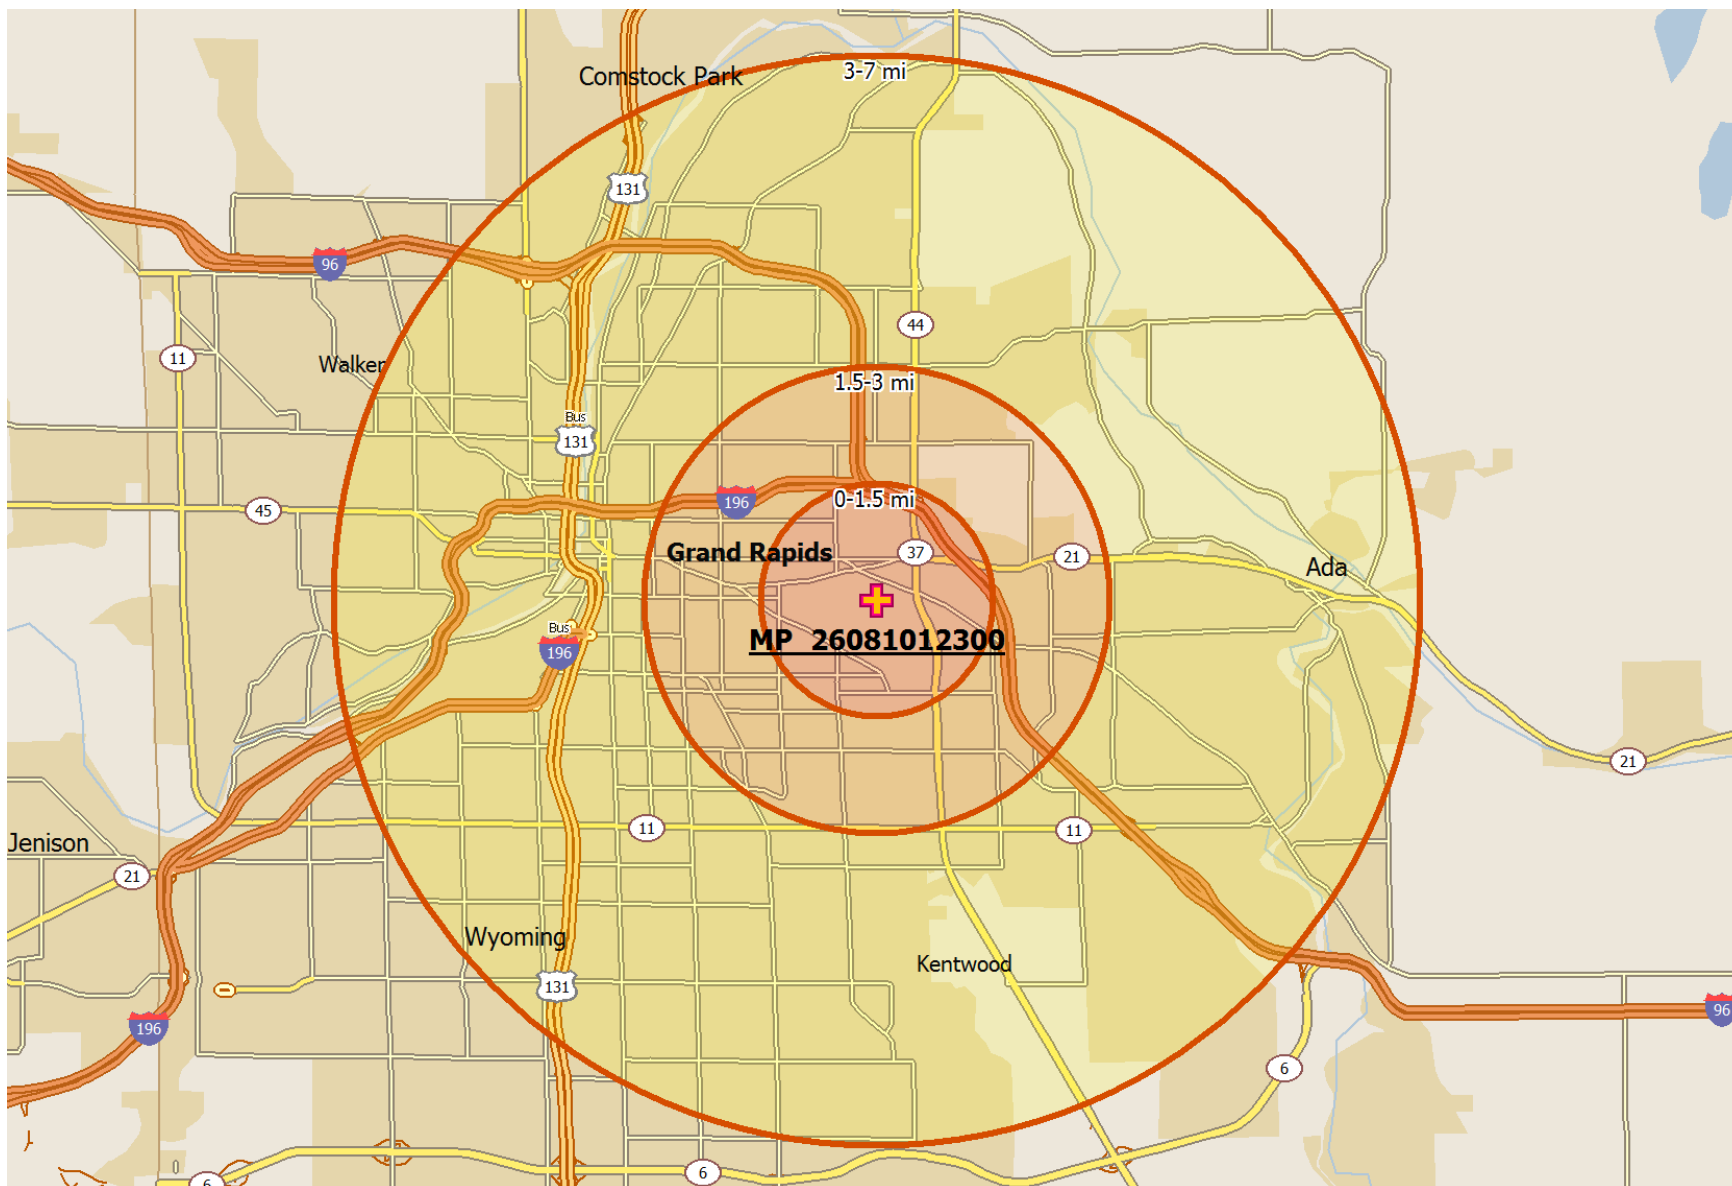 3-7 mi
Comstock Park
131
96
44
11
Walker
1.5-3 mi
Bus
131
196
0-1.5 mi
45
Grand Rapids
37
21
Ada
Bus
196
MP 26081012300
21
11
11
Jenison
21
Wyoming
Kentwood
131
96
196
6
6
6